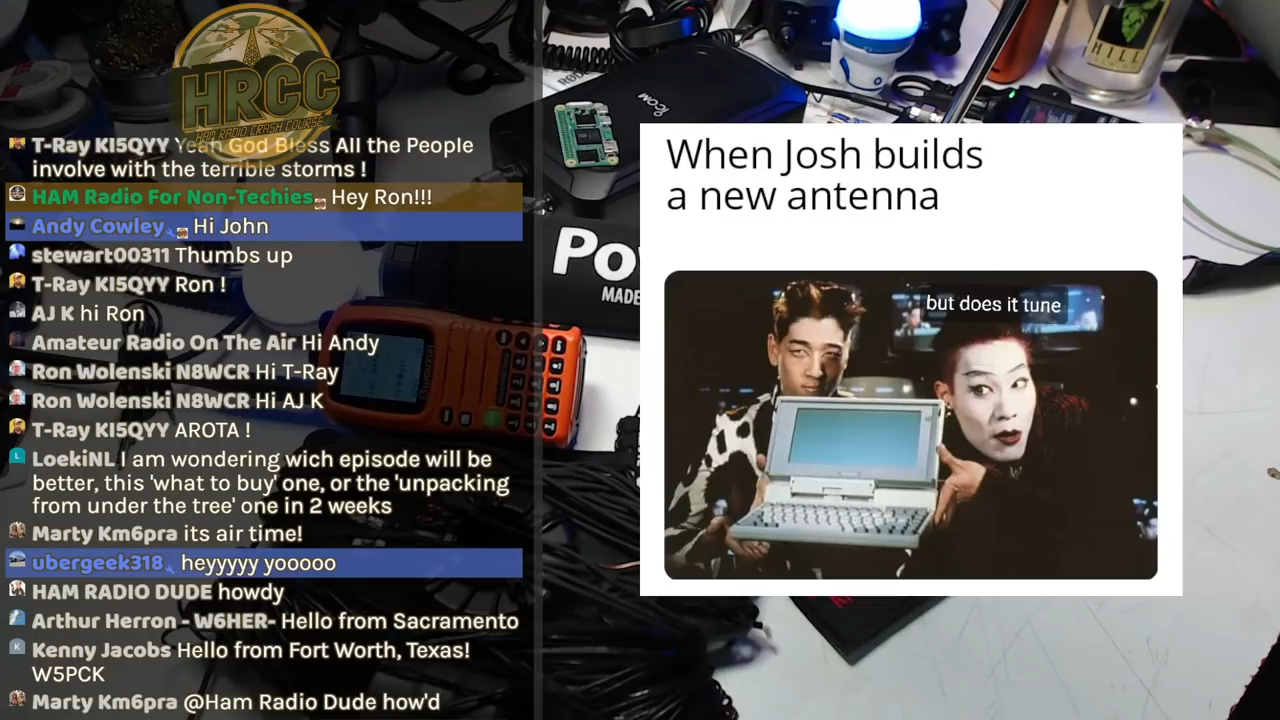 HRCC
HAM RADIO CRASH COURSE
T-Ray KI5QYY Yeah God Bless All the People
involve with the terrible storms !
HAM Radio For Non-Techies Hey Ron!!!
Andy Cowley Hi John
stewart00311 Thumbs up
T-Ray KI5QYY Ron !
AJ K hi Ron
Amateur Radio On The Air Hi Andy
Ron Wolenski N8WCR Hi T-Ray
Ron Wolenski N8WCR Hi AJ K
T-Ray KI5QYY AROTA !
LoekiNL I am wondering wich episode will be
better, this 'what to buy' one, or the 'unpacking
from under the tree' one in 2 weeks
Marty Km6pra its air time!
ubergeek318 heyyyyy yooooo
HAM RADIO DUDE howdy
Arthur Herron - W6HER- Hello from Sacramento
Kenny Jacobs Hello from Fort Worth, Texas!
W5PCK
Marty Km6pra @Ham Radio Dude how'd
ICOM
HILL
Po
MADE
When Josh builds
a new antenna
but does it tune